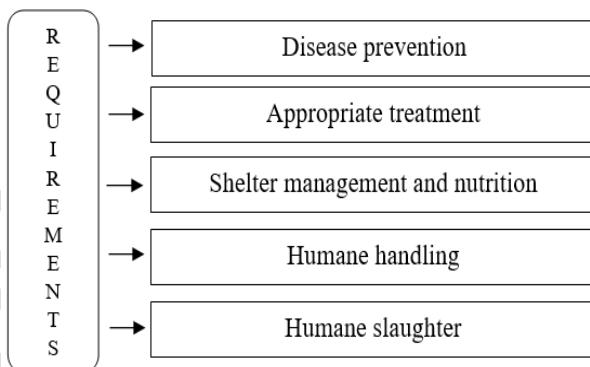 REQUIREMENTS
Disease prevention
Appropriate treatment
Shelter management and nutrition
Humane handling
Humane slaughter